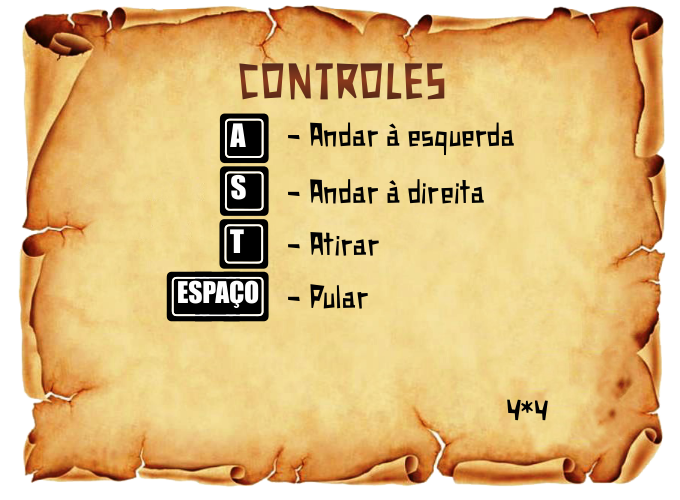 CONTROLES
A - Andar à esquerda
S - Andar à direita
T - Atirar
ESPAÇO - Pular
4*4